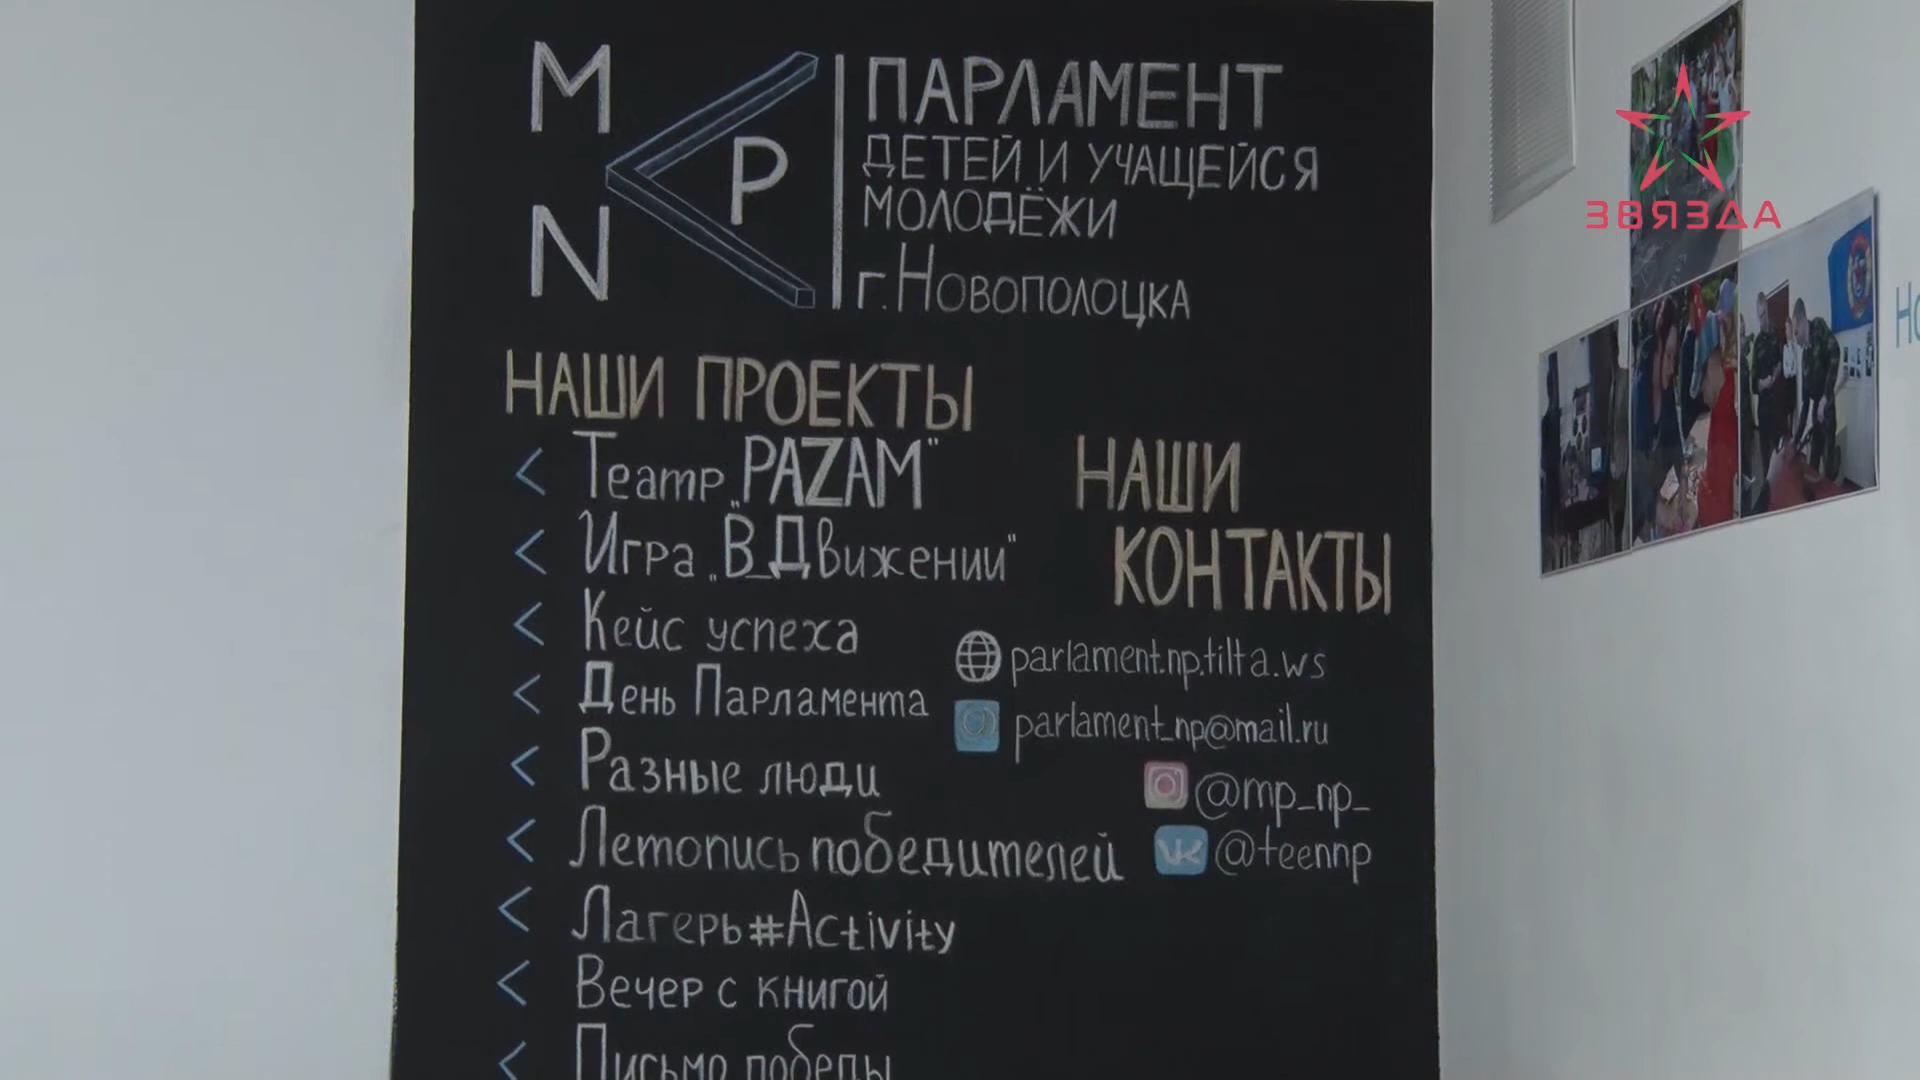 М
N
P
ПАРЛАМЕНТ
ДЕТЕЙ И УЧАЩЕЙСЯ
МОЛОДЁЖИ
г. Новополоцка
НАШИ ПРОЕКТЫ
< Театр „PAZAM“
< Игра „В_Движении“
< Кейс успеха
< День Парламента
< Разные люди
< Летопись победителей
< Лагерь #Activity
< Вечер с книгой
< Письмо победы
НАШИ
КОНТАКТЫ
parlament.np.tilta.ws
parlament_np@mail.ru
@mp_np_
@teennp
ЗВЯЗДА